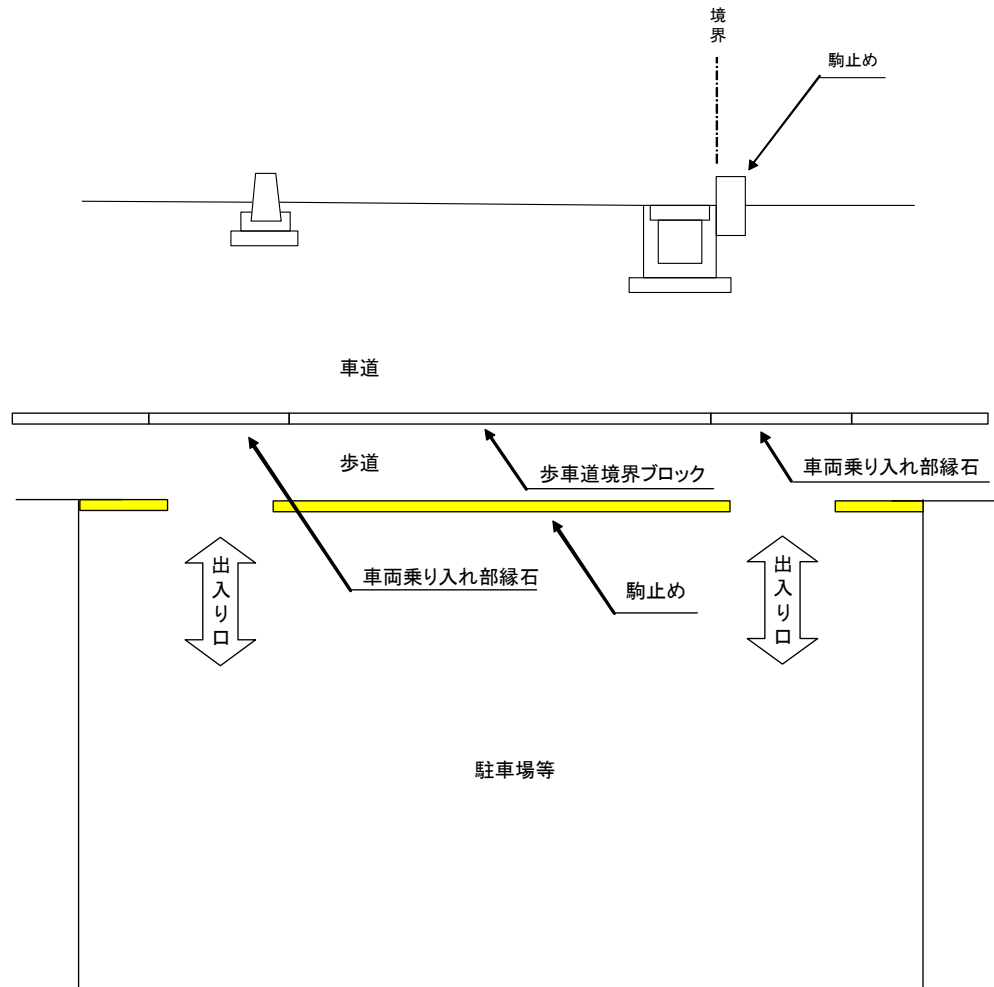 境界
駒止め
車道
歩道
歩車道境界ブロック
車両乗り入れ部縁石
車両乗り入れ部縁石
駒止め
出入り口
出入り口
駐車場等